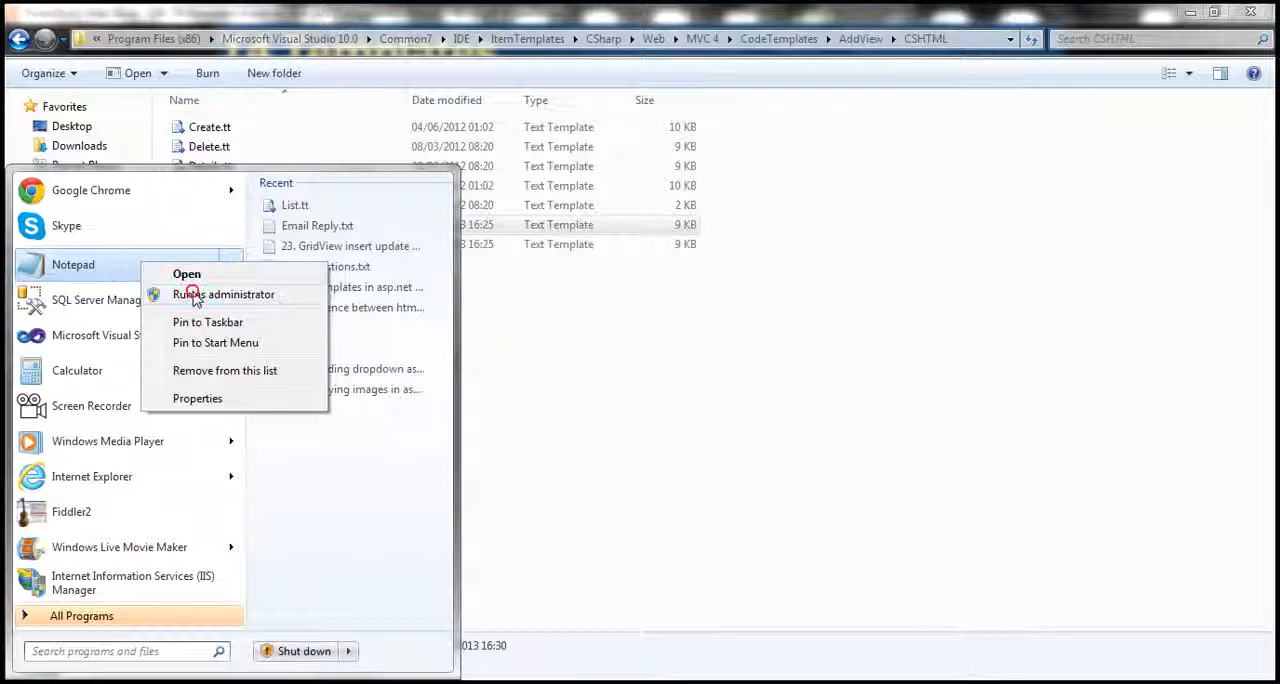 « Program Files (x86) Microsoft Visual Studio 10.0 Common7 IDE ItemTemplates CSharp Web MVC 4 CodeTemplates AddView CSHTML Search CSHTML
Organize Open Burn New folder
Name Date modified Type Size
Favorites
Desktop
Downloads
Create.tt 04/06/2012 01:02 Text Template 10 KB
Delete.tt 08/03/2012 08:20 Text Template 9 KB
08:20 Text Template 9 KB
01:02 Text Template 10 KB
08:20 Text Template 2 KB
16:25 Text Template 9 KB
16:25 Text Template 9 KB
Google Chrome
Skype
Notepad
SQL Server Manag
Microsoft Visual S
Calculator
Screen Recorder
Windows Media Player
Internet Explorer
Fiddler2
Windows Live Movie Maker
Internet Information Services (IIS)
Manager
All Programs
Search programs and files
Shut down
Recent
List.tt
Email Reply.txt
23. GridView insert update ...
stions.txt
mplates in asp.net ...
ence between htm...
ding dropdown as...
ying images in as...
Open
Run as administrator
Pin to Taskbar
Pin to Start Menu
Remove from this list
Properties
013 16:30